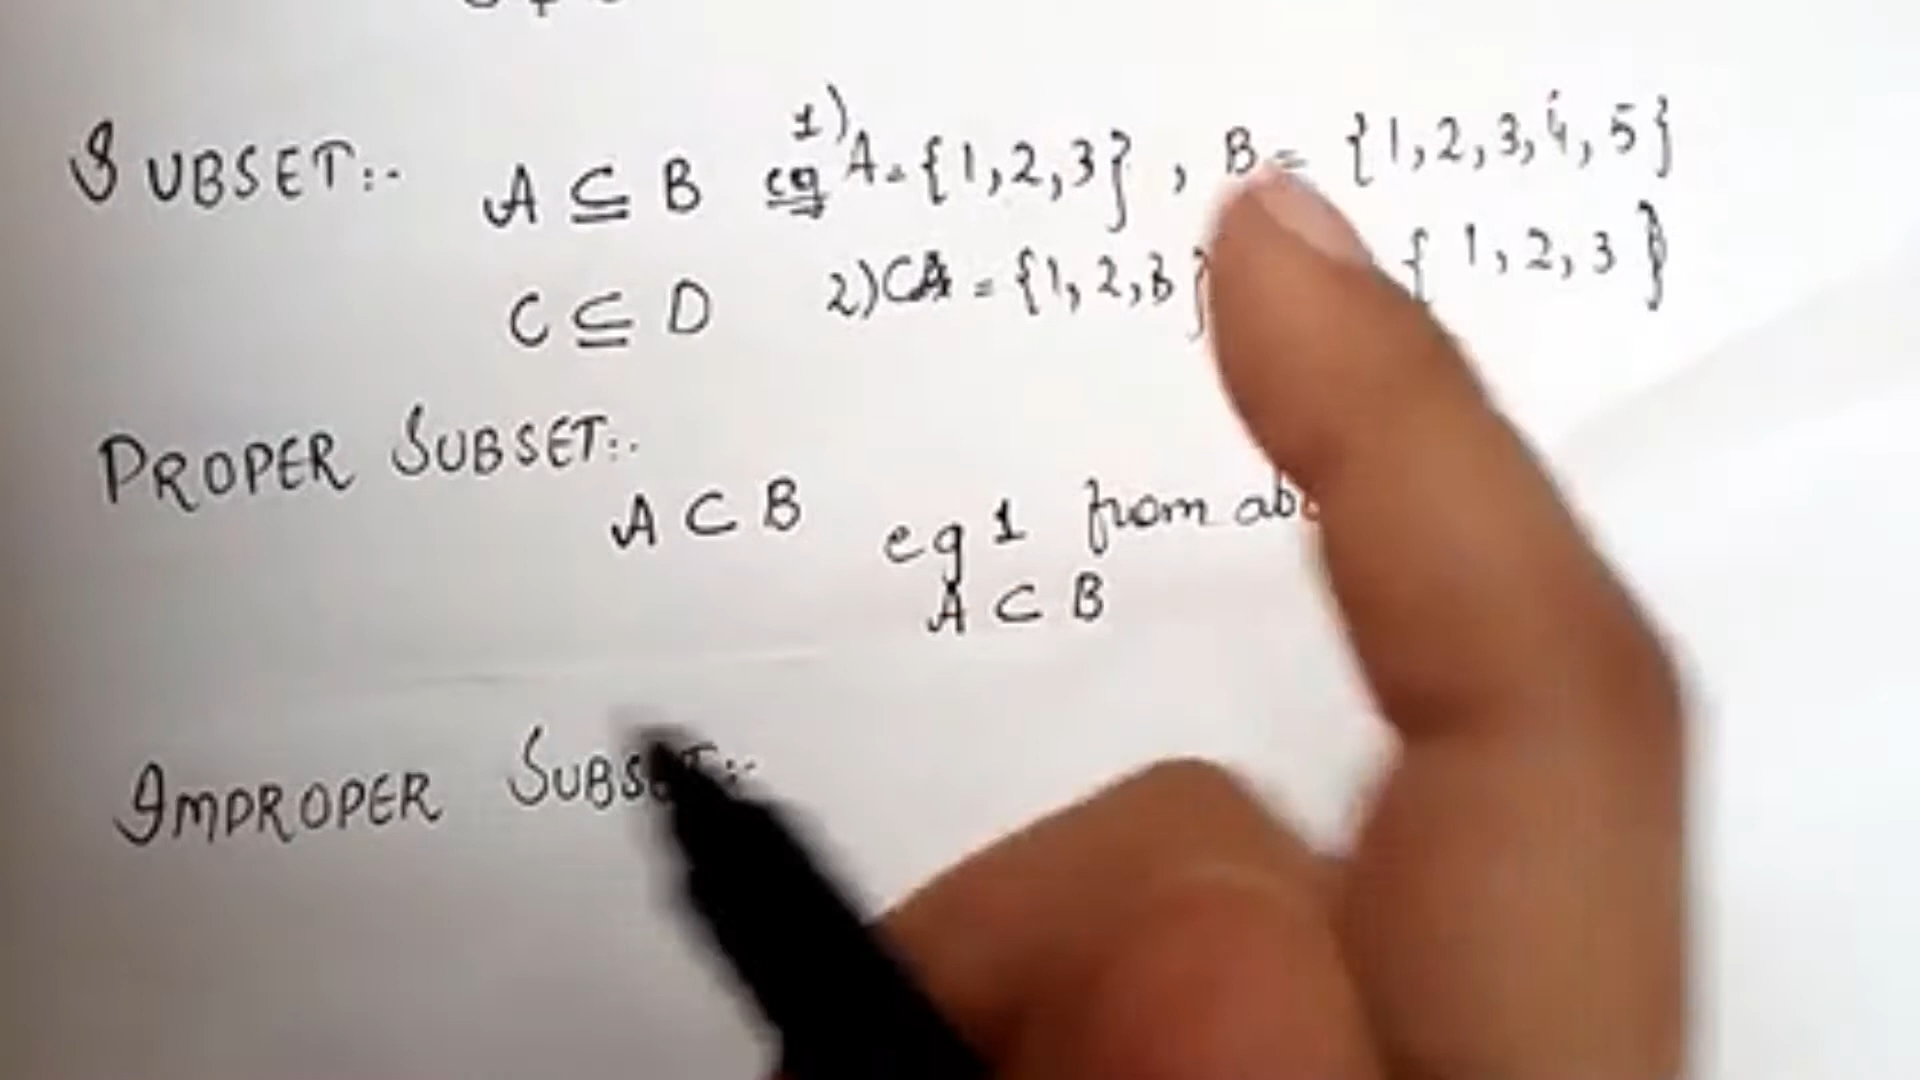 SUBSET:- A ⊆ B eg 1) A = {1,2,3} , B = {1,2,3,4,5}
C ⊆ D 2) C = {1,2,3} { 1,2,3 }
PROPER SUBSET:-
A ⊂ B eg 1 from
A ⊂ B
IMPROPER SUBSET:-